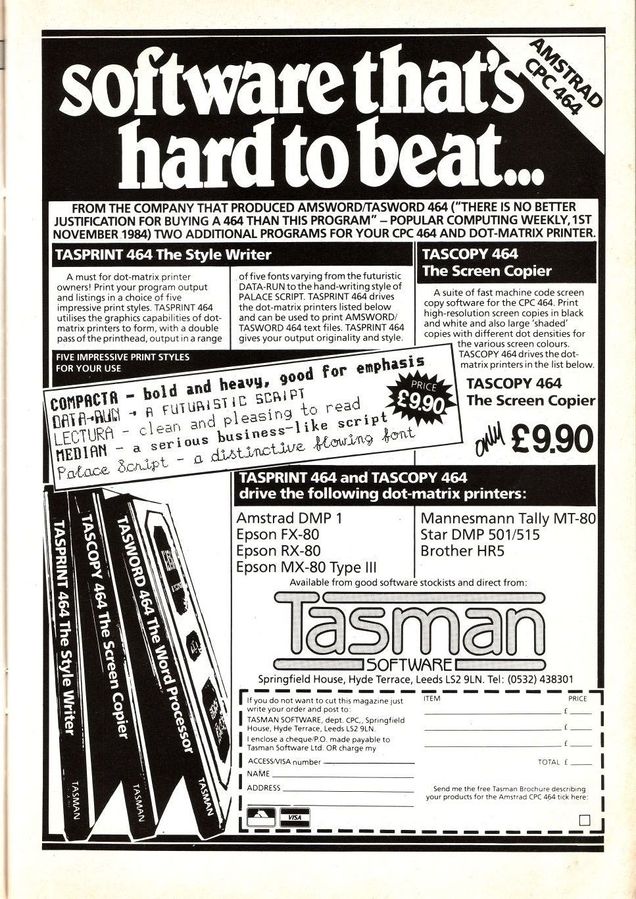 software that's
hard to beat...
AMSTRAD
CPC 464
FROM THE COMPANY THAT PRODUCED AMSWORD/TASWORD 464 ("THERE IS NO BETTER
JUSTIFICATION FOR BUYING A 464 THAN THIS PROGRAM" – POPULAR COMPUTING WEEKLY, 1ST
NOVEMBER 1984) TWO ADDITIONAL PROGRAMS FOR YOUR CPC 464 AND DOT-MATRIX PRINTER.
TASPRINT 464 The Style Writer
A must for dot-matrix printer
owners! Print your program output
and listings in a choice of five
impressive print styles. TASPRINT 464
utilises the graphics capabilities of dot-
matrix printers to form, with a double
pass of the printhead, output in a range
of five fonts varying from the futuristic
DATA-RUN to the hand-writing style of
PALACE SCRIPT. TASPRINT 464 drives
the dot-matrix printers listed below
and can be used to print AMSWORD/
TASWORD 464 text files. TASPRINT 464
gives your output originality and style.
TASCOPY 464
The Screen Copier
A suite of fast machine code screen
copy software for the CPC 464. Print
high-resolution screen copies in black
and white and also large 'shaded'
copies with different dot densities for
the various screen colours.
TASCOPY 464 drives the dot-
matrix printers in the list below.
TASCOPY 464
The Screen Copier
only £9.90
FIVE IMPRESSIVE PRINT STYLES
FOR YOUR USE
COMPACTA – bold and heavy, good for emphasis
DATA-RUN – A FUTURISTIC SCRIPT
LECTURA – clean and pleasing to read
MEDIAN – a serious business-like script
Palace Script – a distinctive flowing font
PRICE
£9.90
TASPRINT 464 and TASCOPY 464
drive the following dot-matrix printers:
Amstrad DMP 1
Epson FX-80
Epson RX-80
Epson MX-80 Type III
Mannesmann Tally MT-80
Star DMP 501/515
Brother HR5
Available from good software stockists and direct from:
Tasman
SOFTWARE
Springfield House, Hyde Terrace, Leeds LS2 9LN. Tel: (0532) 438301
TASPRINT 464 The Style Writer
TASMAN
TASCOPY 464 The Screen Copier
TASMAN
TASWORD 464 The Word Processor
TASMAN
If you do not want to cut this magazine just
write your order and post to:
TASMAN SOFTWARE, dept. CPC, Springfield
House, Hyde Terrace, Leeds LS2 9LN.
I enclose a cheque/P.O. made payable to
Tasman Software Ltd. OR charge my
ACCESS/VISA number
NAME
ADDRESS
VISA
ITEM PRICE
£
£
£
TOTAL £
Send me the free Tasman Brochure describing
your products for the Amstrad CPC 464 tick here: